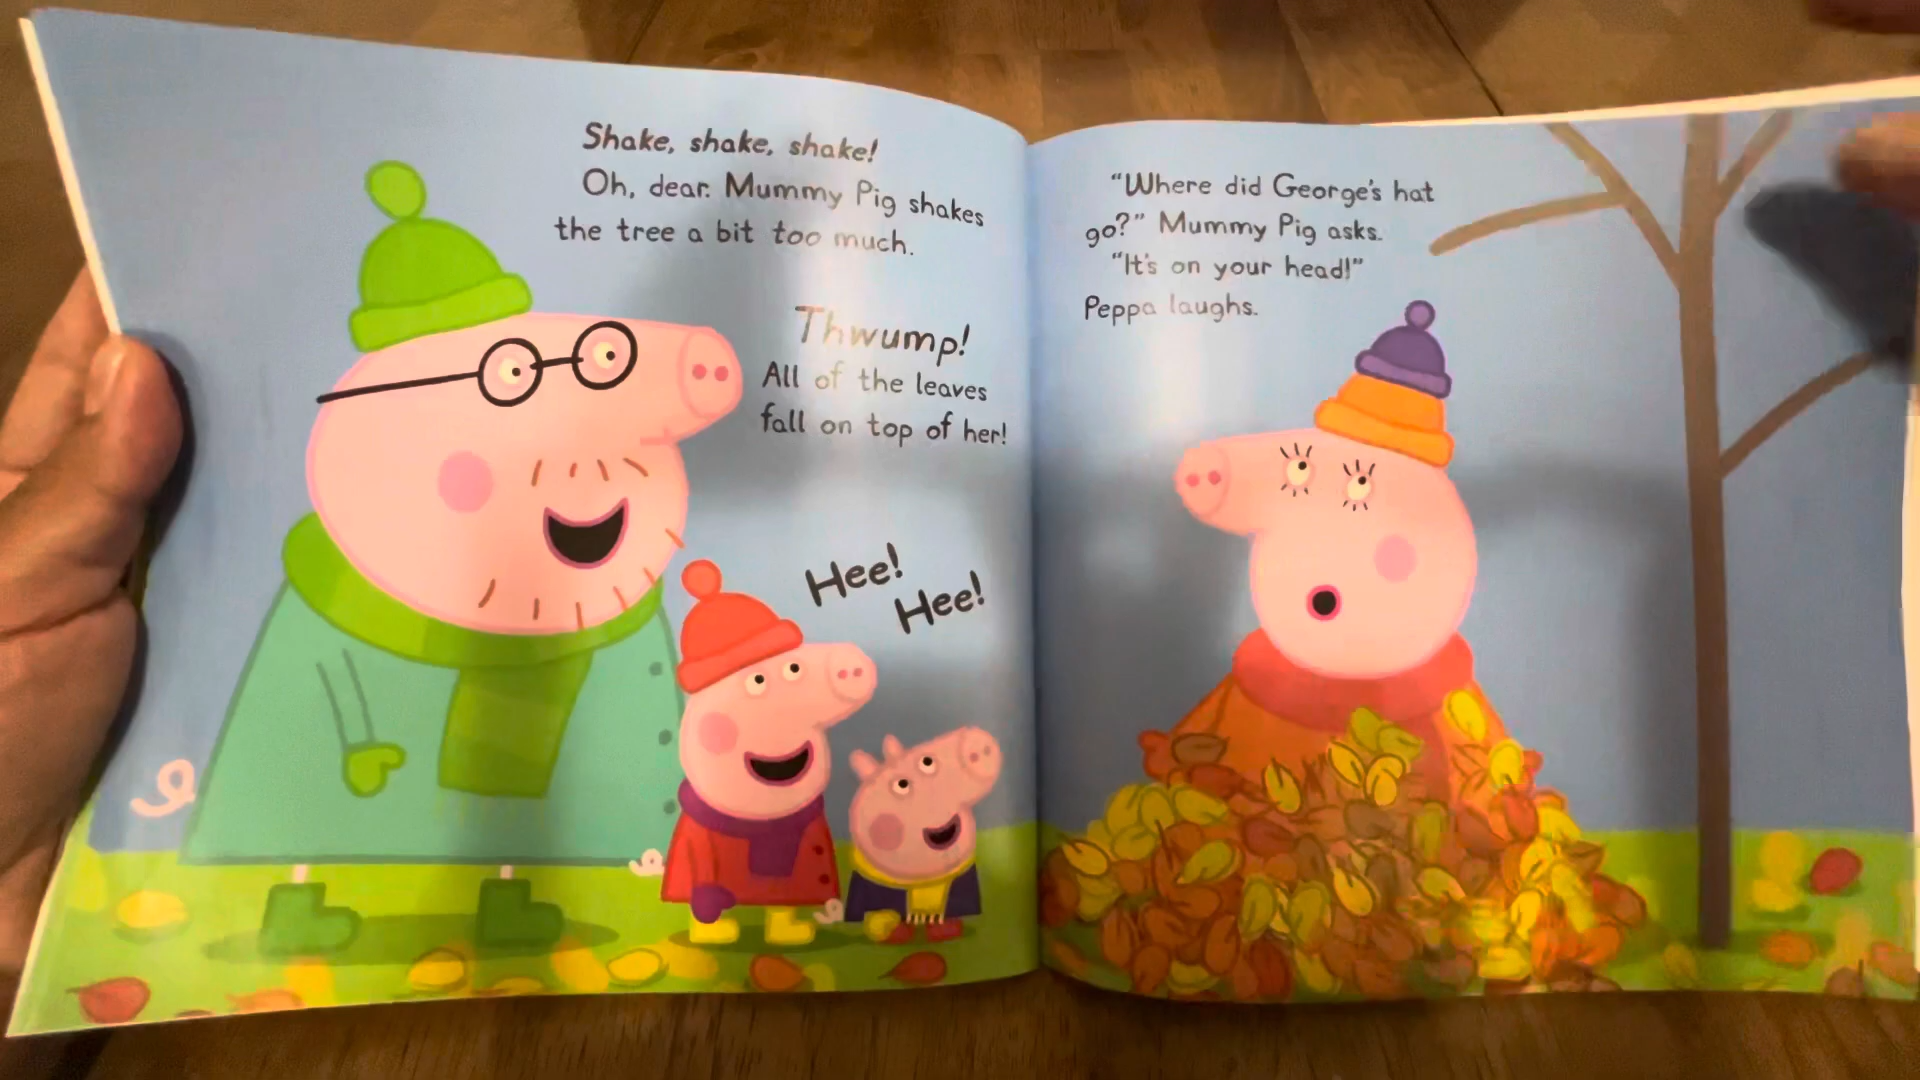 Shake, shake, shake!
Oh, dear. Mummy Pig shakes
the tree a bit too much.
Thwump!
All of the leaves
fall on top of her!
Hee!
Hee!
“Where did George's hat
go?” Mummy Pig asks.
“It's on your head!”
Peppa laughs.